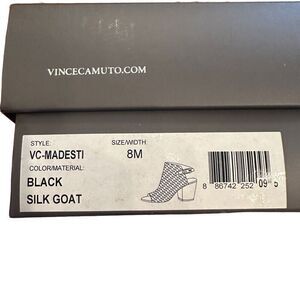 VINCECAMUTO.COM
STYLE: SIZE/WIDTH:
VC-MADESTI 8M
COLOR/MATERIAL:
BLACK
SILK GOAT
8 86742 252 09 5